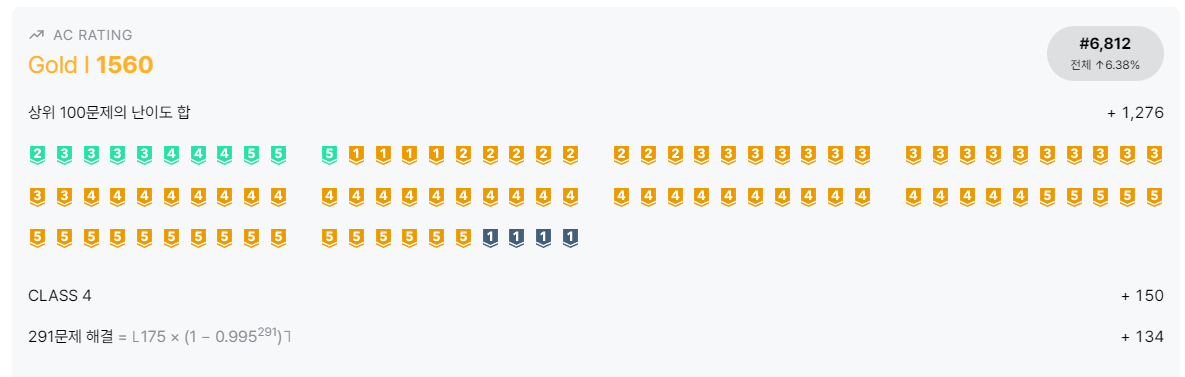 AC RATING
Gold I 1560
#6,812
전체 ↑6.38%
상위 100문제의 난이도 합 + 1,276
2 3 3 3 3 4 4 4 5 5 5 1 1 1 1 2 2 2 2 2 2 2 2 3 3 3 3 3 3 3 3 3 3 3 3 3 3 3 3 3
3 3 4 4 4 4 4 4 4 4 4 4 4 4 4 4 4 4 4 4 4 4 4 4 4 4 4 4 4 4 4 4 4 4 4 5 5 5 5 5
5 5 5 5 5 5 5 5 5 5 5 5 5 5 5 5 1 1 1 1
CLASS 4 + 150
291문제 해결 = ⌊175 × (1 − 0.995²⁹¹)⌉ + 134